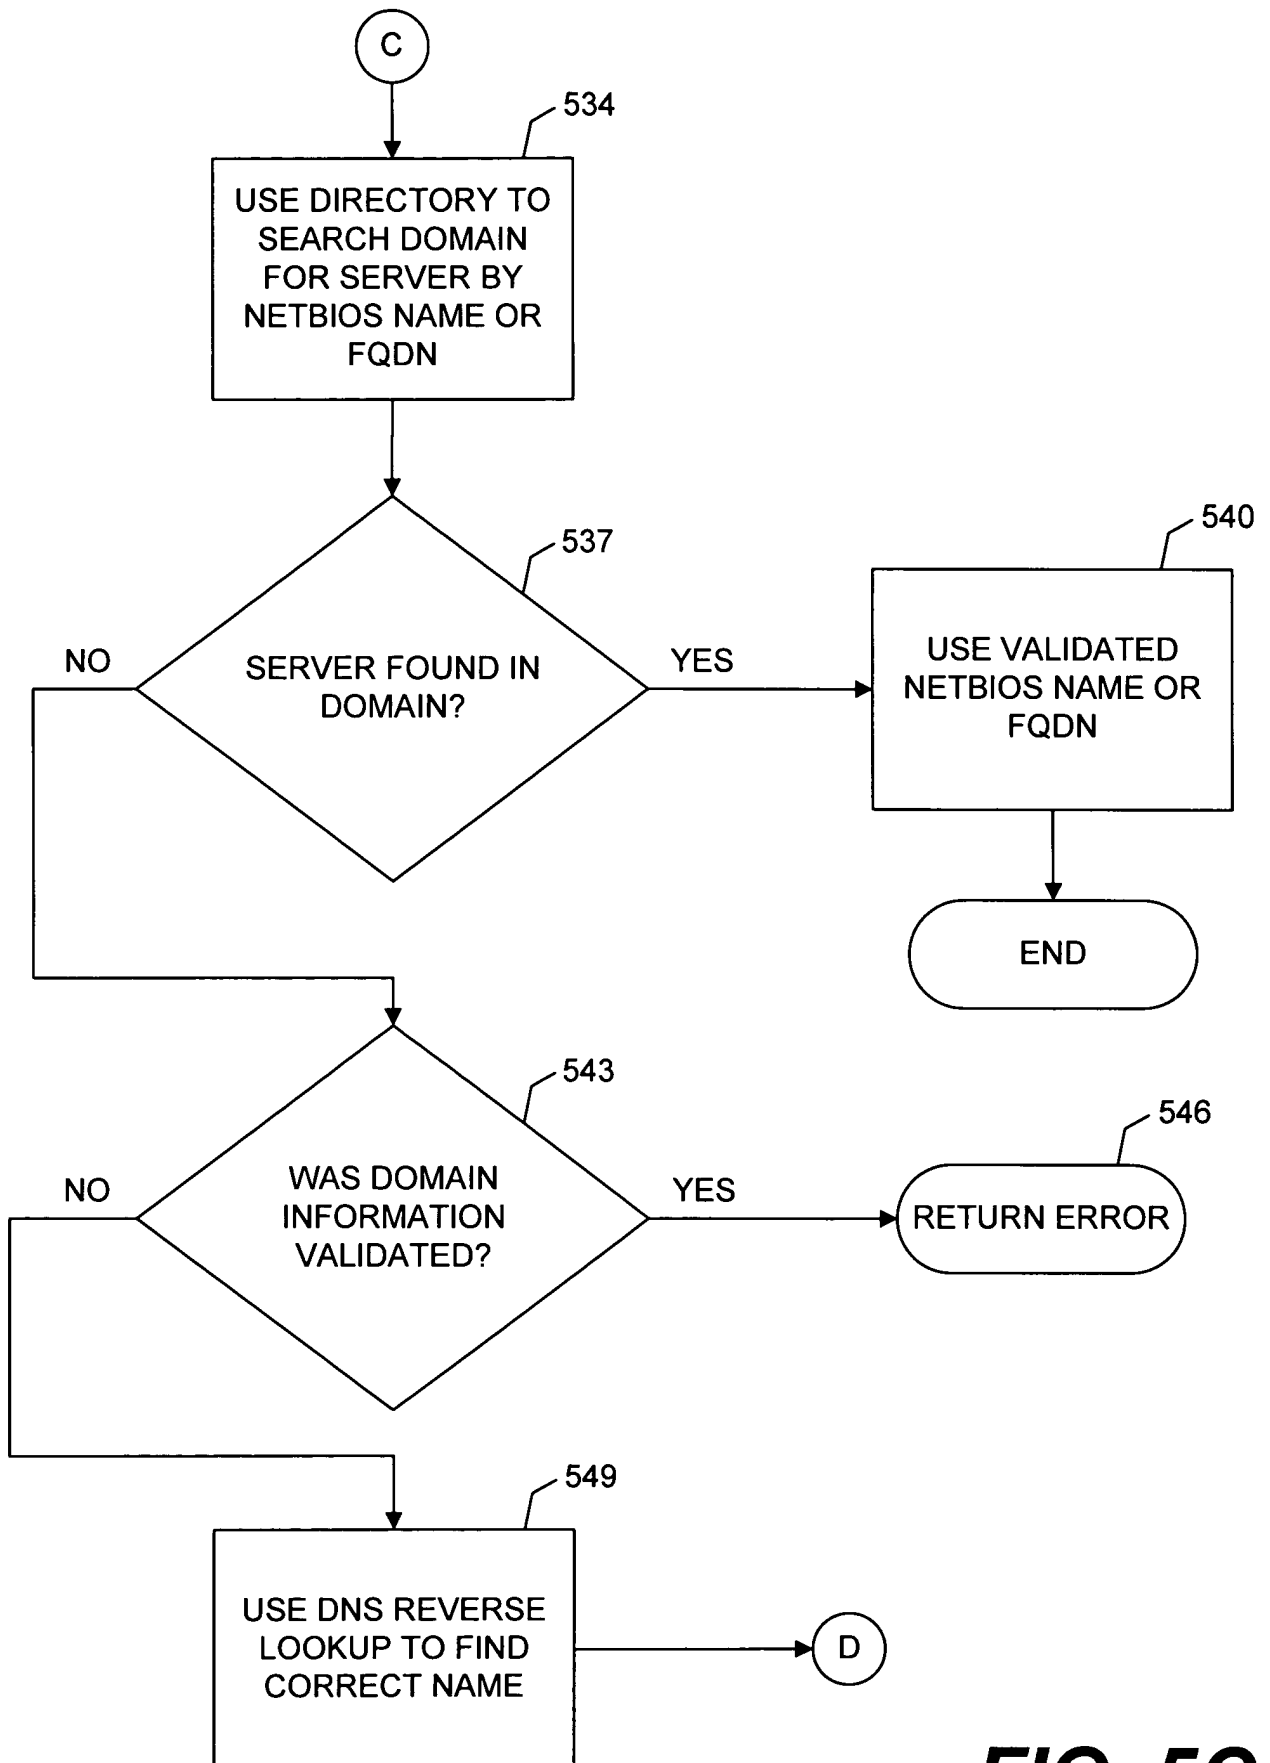 C
534
USE DIRECTORY TO
SEARCH DOMAIN
FOR SERVER BY
NETBIOS NAME OR
FQDN
537
540
NO
SERVER FOUND IN
DOMAIN?
YES
USE VALIDATED
NETBIOS NAME OR
FQDN
END
543
546
NO
WAS DOMAIN
INFORMATION
VALIDATED?
YES
RETURN ERROR
549
USE DNS REVERSE
LOOKUP TO FIND
CORRECT NAME
D